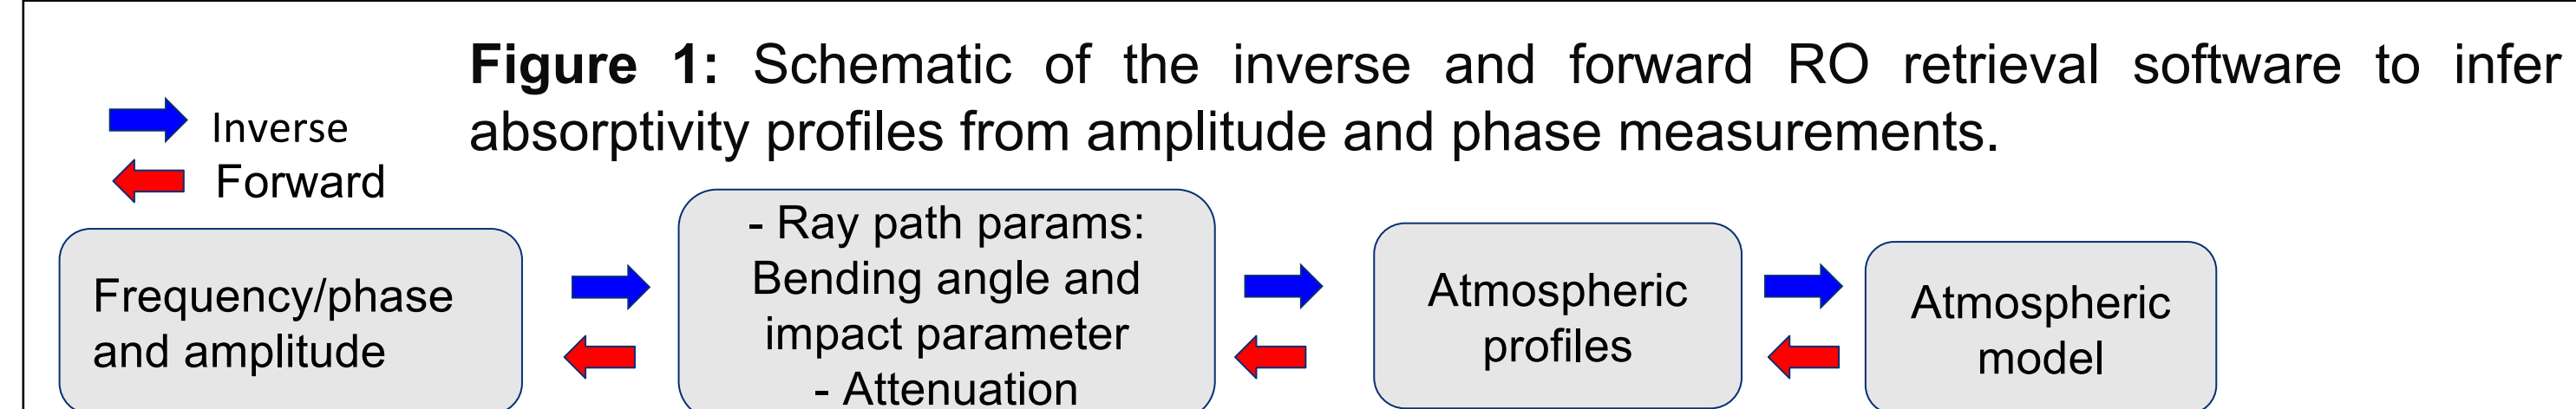 Figure 1: Schematic of the inverse and forward RO retrieval software to infer
absorptivity profiles from amplitude and phase measurements.
Inverse
Forward
Frequency/phase
and amplitude
- Ray path params:
Bending angle and
impact parameter
- Attenuation
Atmospheric
profiles
Atmospheric
model